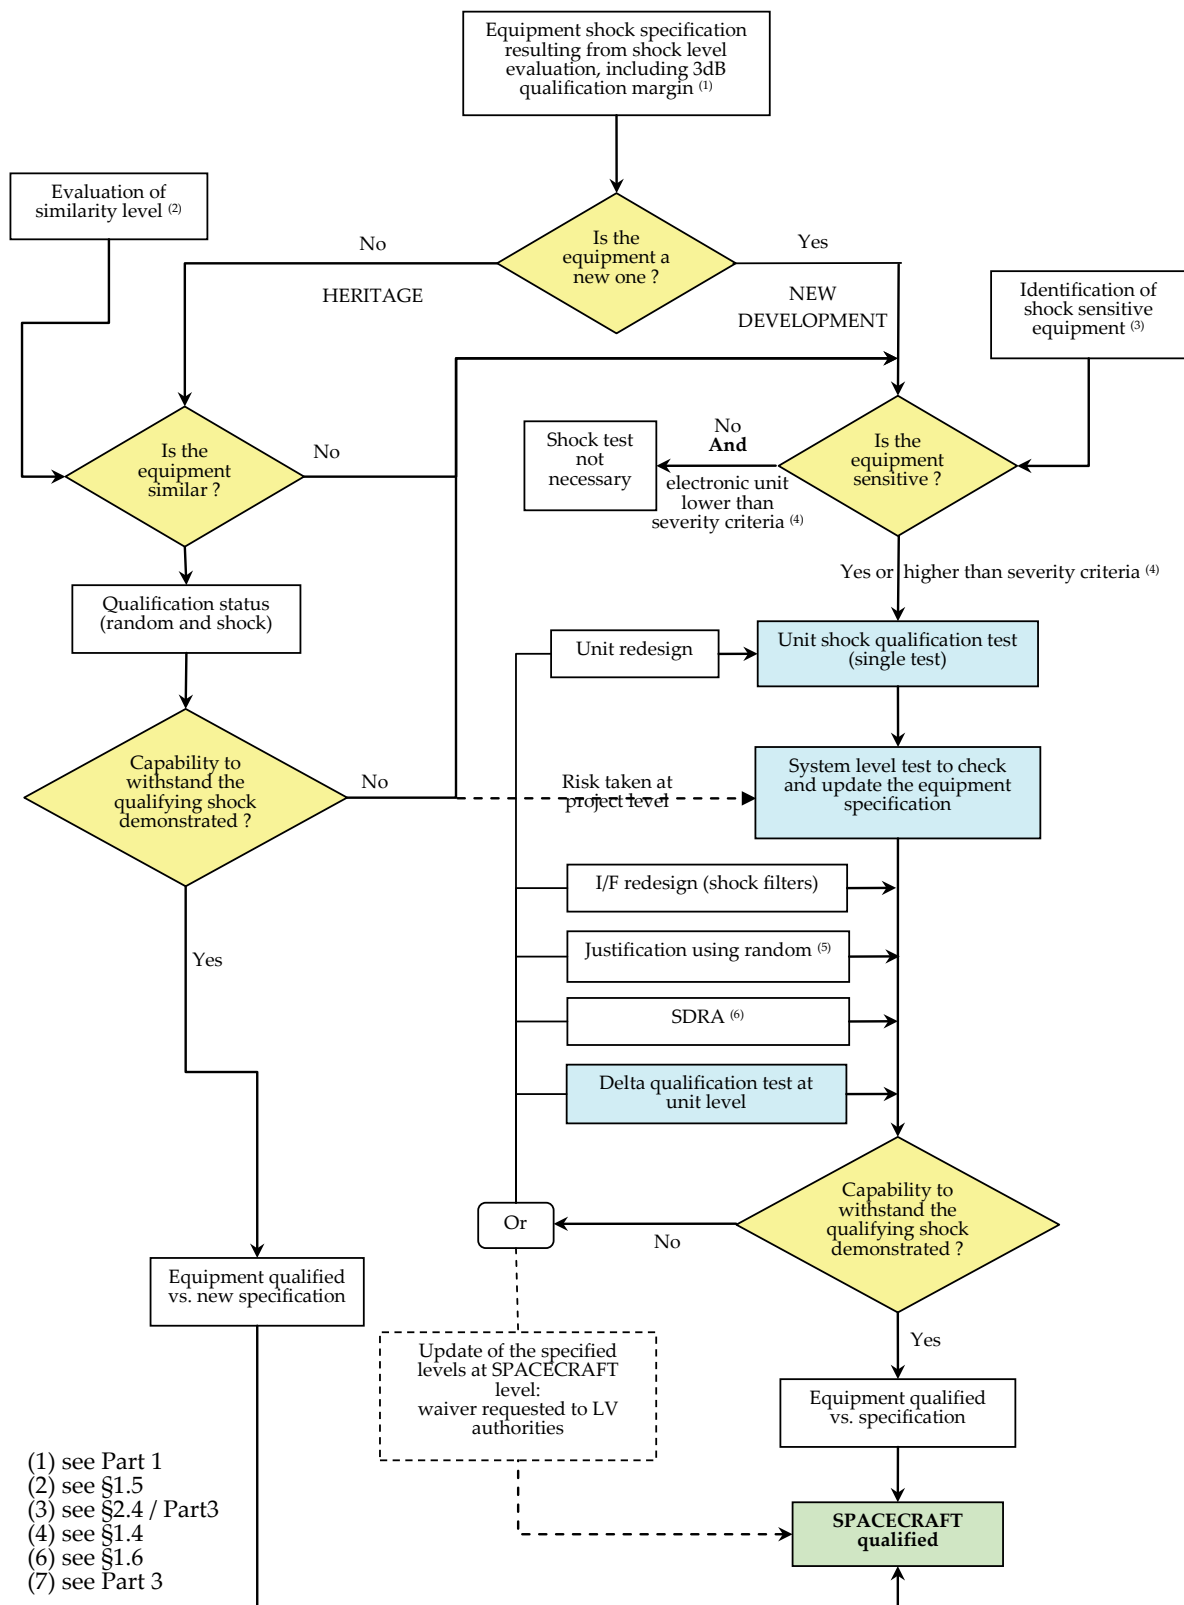 Equipment shock specification
resulting from shock level
evaluation, including 3dB
qualification margin (1)
Evaluation of
similarity level (2)
No
Is the
equipment a
new one ?
Yes
HERITAGE
NEW
DEVELOPMENT
Identification of
shock sensitive
equipment (3)
Is the
equipment
similar ?
No
Shock test
not
necessary
No
And
electronic unit
lower than
severity criteria (4)
Is the
equipment
sensitive ?
Yes or higher than severity criteria (4)
Qualification status
(random and shock)
Unit redesign
Unit shock qualification test
(single test)
Capability to
withstand the
qualifying shock
demonstrated ?
No
Risk taken at
project level
System level test to check
and update the equipment
specification
I/F redesign (shock filters)
Yes
Justification using random (5)
SDRA (6)
Delta qualification test at
unit level
Capability to
withstand the
qualifying shock
demonstrated ?
Or
No
Equipment qualified
vs. new specification
Yes
Update of the specified
levels at SPACECRAFT
level:
waiver requested to LV
authorities
Equipment qualified
vs. specification
SPACECRAFT
qualified
(1) see Part 1
(2) see §1.5
(3) see §2.4 / Part3
(4) see §1.4
(6) see §1.6
(7) see Part 3